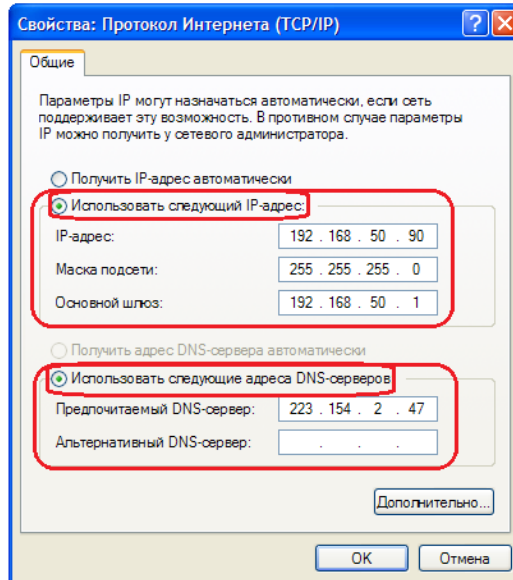 Свойства: Протокол Интернета (TCP/IP)
Общие
Параметры IP могут назначаться автоматически, если сеть
поддерживает эту возможность. В противном случае параметры
IP можно получить у сетевого администратора.
Получить IP-адрес автоматически
Использовать следующий IP-адрес:
IP-адрес: 192 . 168 . 50 . 90
Маска подсети: 255 . 255 . 255 . 0
Основной шлюз: 192 . 168 . 50 . 1
Получить адрес DNS-сервера автоматически
Использовать следующие адреса DNS-серверов
Предпочитаемый DNS-сервер: 223 . 154 . 2 . 47
Альтернативный DNS-сервер: . . .
Дополнительно...
OK Отмена